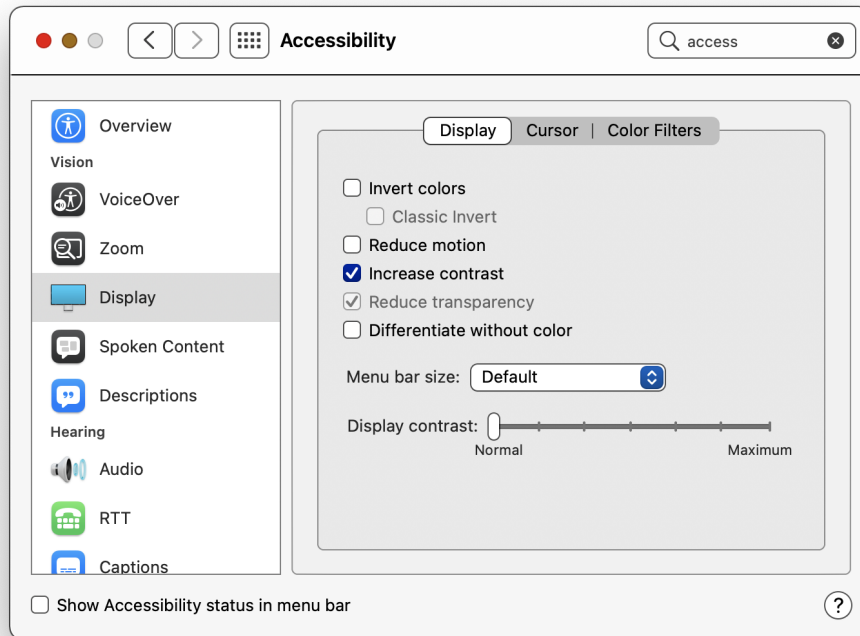 Accessibility
access
Overview
Vision
VoiceOver
Zoom
Display
Spoken Content
Descriptions
Hearing
Audio
RTT
Captions
Display Cursor | Color Filters
Invert colors
Classic Invert
Reduce motion
Increase contrast
Reduce transparency
Differentiate without color
Menu bar size: Default
Display contrast:
Normal Maximum
Show Accessibility status in menu bar
?